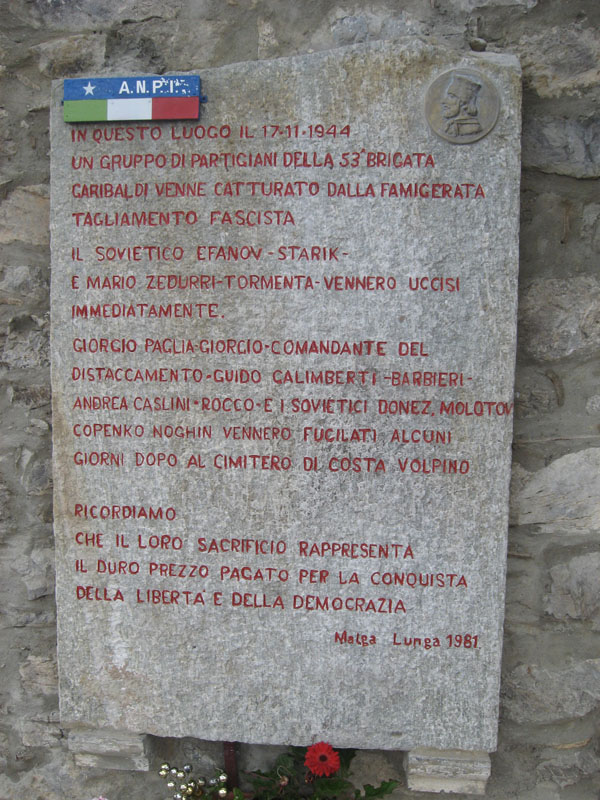 A.N.P.I.
IN QUESTO LUOGO IL 17-11-1944
UN GRUPPO DI PARTIGIANI DELLA 53ª BRIGATA
GARIBALDI VENNE CATTURATO DALLA FAMIGERATA
TAGLIAMENTO FASCISTA
IL SOVIETICO EFANOV-STARIK-
E MARIO ZEDURRI-TORMENTA-VENNERO UCCISI
IMMEDIATAMENTE.
GIORGIO PAGLIA-GIORGIO-COMANDANTE DEL
DISTACCAMENTO-GUIDO GALIMBERTI-BARBIERI-
ANDREA CASLINI-ROCCO-E I SOVIETICI DONEZ, MOLOTOV
COPENKO NOGHIN VENNERO FUCILATI ALCUNI
GIORNI DOPO AL CIMITERO DI COSTA VOLPINO
RICORDIAMO
CHE IL LORO SACRIFICIO RAPPRESENTA
IL DURO PREZZO PAGATO PER LA CONQUISTA
DELLA LIBERTÀ E DELLA DEMOCRAZIA
Malga Lunga 1981